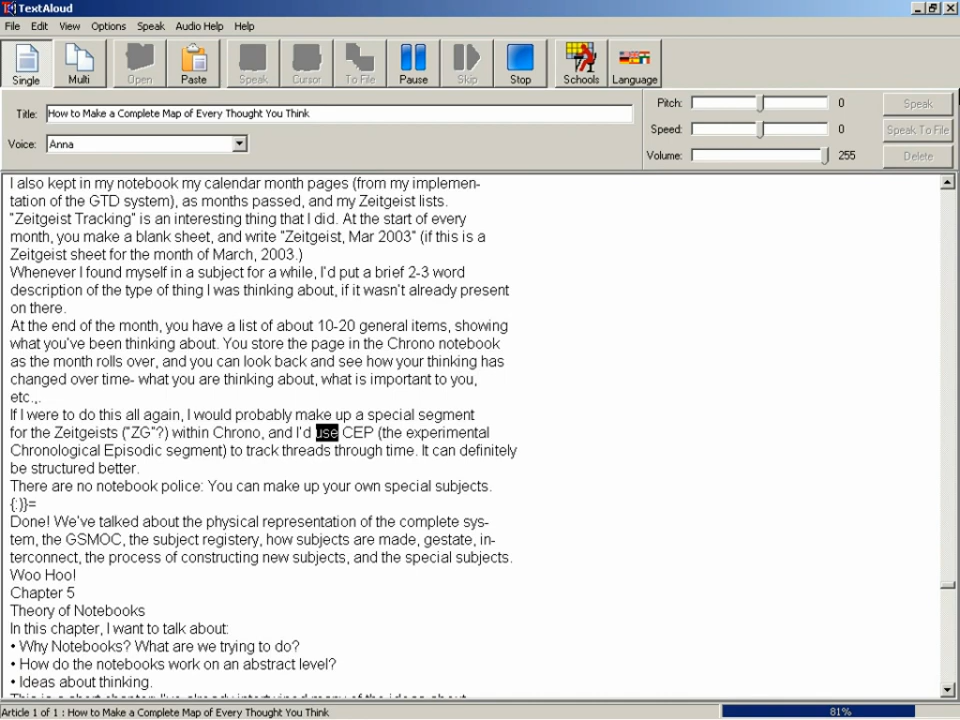 TextAloud
File Edit View Options Speak Audio Help Help
Single Multi Open Paste Speak Cursor To File Pause Skip Stop Schools Language
Title: How to Make a Complete Map of Every Thought You Think
Voice: Anna
Pitch: 0 Speak
Speed: 0 Speak To File
Volume: 255 Delete
I also kept in my notebook my calendar month pages (from my implemen-
tation of the GTD system), as months passed, and my Zeitgeist lists.
"Zeitgeist Tracking" is an interesting thing that I did. At the start of every
month, you make a blank sheet, and write "Zeitgeist, Mar 2003" (if this is a
Zeitgeist sheet for the month of March, 2003.)
Whenever I found myself in a subject for a while, I'd put a brief 2-3 word
description of the type of thing I was thinking about, if it wasn't already present
on there.
At the end of the month, you have a list of about 10-20 general items, showing
what you've been thinking about. You store the page in the Chrono notebook
as the month rolls over, and you can look back and see how your thinking has
changed over time- what you are thinking about, what is important to you,
etc.,.
If I were to do this all again, I would probably make up a special segment
for the Zeitgeists ("ZG"?) within Chrono, and I'd use CEP (the experimental
Chronological Episodic segment) to track threads through time. It can definitely
be structured better.
There are no notebook police: You can make up your own special subjects.
{:)}=
Done! We've talked about the physical representation of the complete sys-
tem, the GSMOC, the subject registery, how subjects are made, gestate, in-
terconnect, the process of constructing new subjects, and the special subjects.
Woo Hoo!
Chapter 5
Theory of Notebooks
In this chapter, I want to talk about:
• Why Notebooks? What are we trying to do?
• How do the notebooks work on an abstract level?
• Ideas about thinking.
This is a short chapter; I've already intertwined many of the ideas about
Article 1 of 1 : How to Make a Complete Map of Every Thought You Think 81%